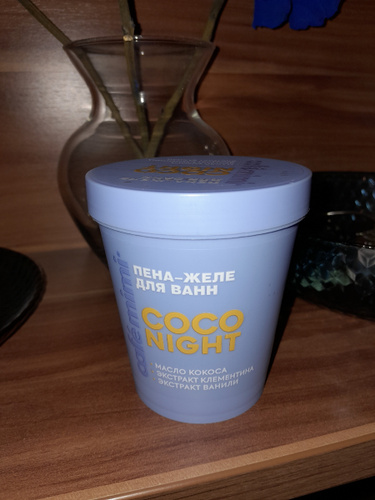 ПЕНА–ЖЕЛЕ
ДЛЯ ВАНН
COCO
NIGHT
МАСЛО КОКОСА
ЭКСТРАКТ КЛЕМЕНТИНА
ЭКСТРАКТ ВАНИЛИ